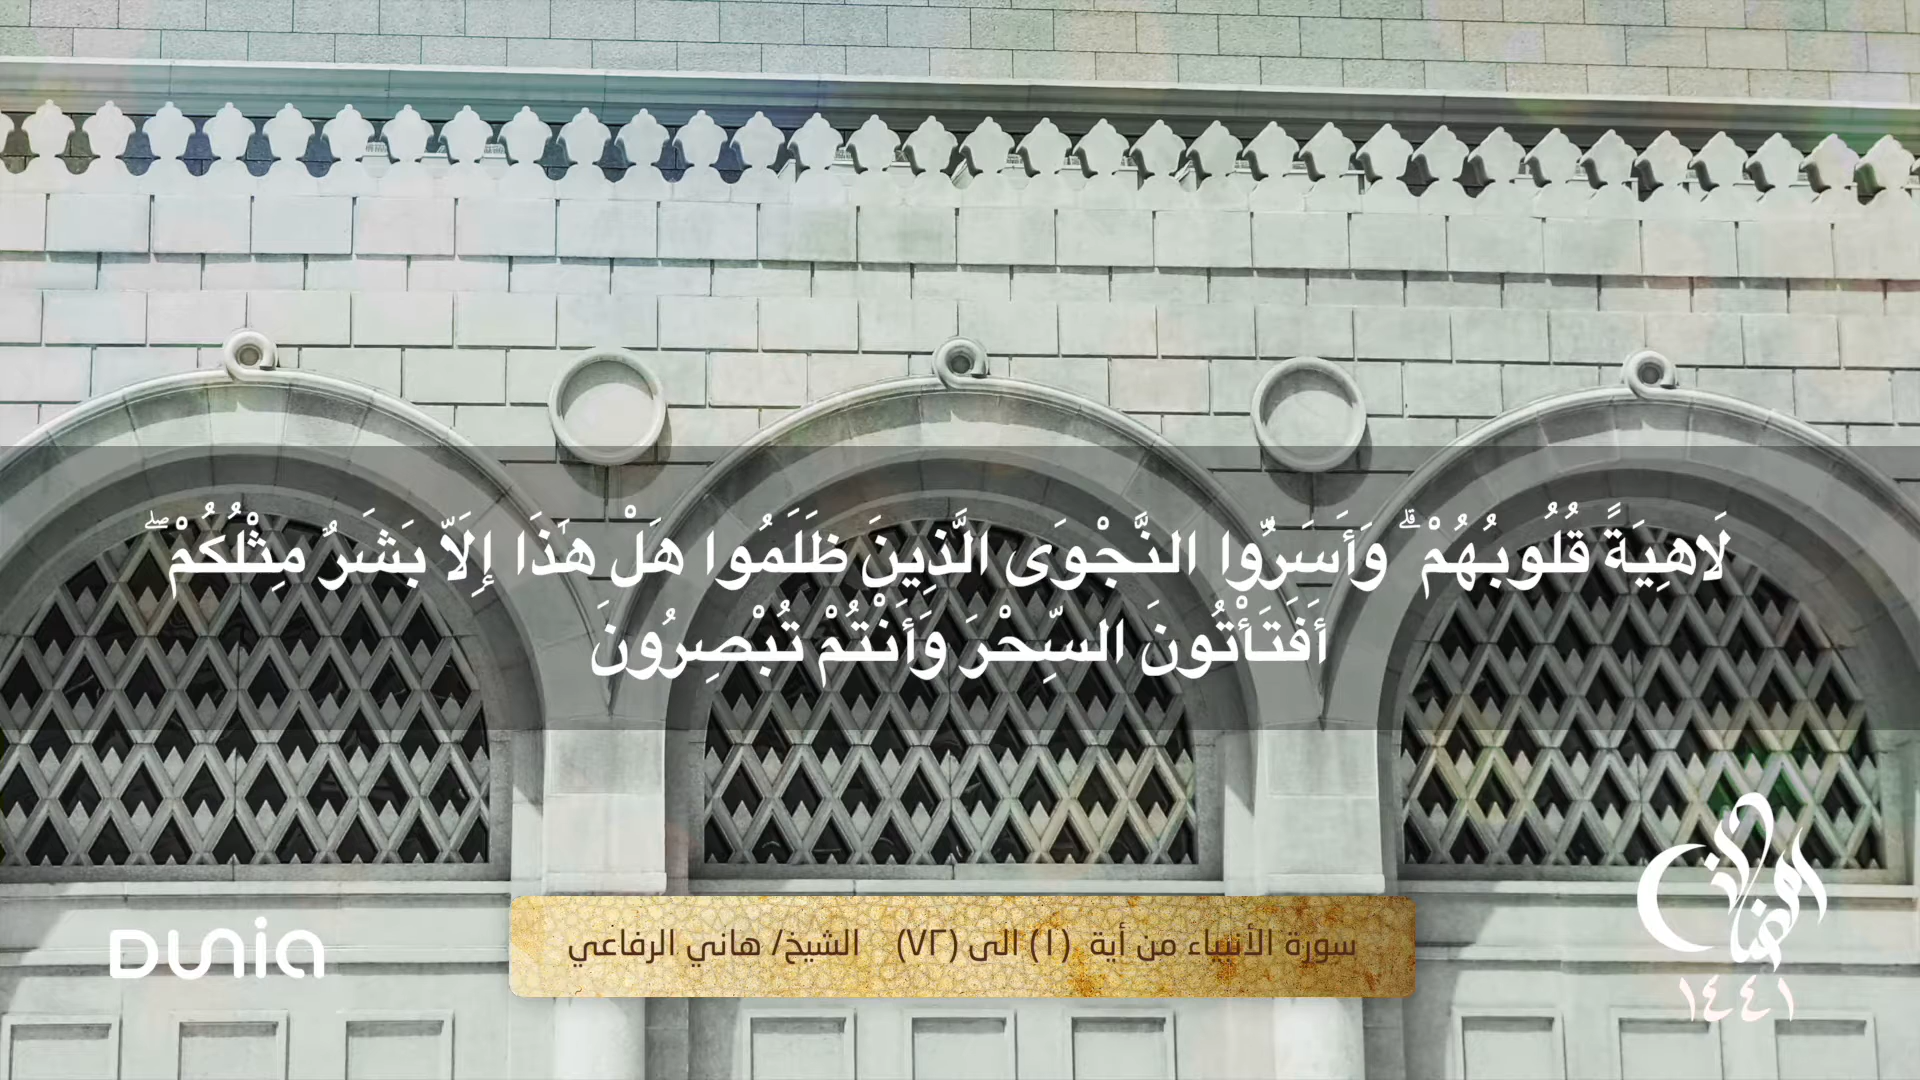 لَاهِيَةً قُلُوبُهُمْ ۗ وَأَسَرُّوا النَّجْوَى الَّذِينَ ظَلَمُوا هَلْ هَٰذَا إِلَّا بَشَرٌ مِثْلُكُمْ ۖ
أَفَتَأْتُونَ السِّحْرَ وَأَنْتُمْ تُبْصِرُونَ
سورة الأنبياء من أية (١) الى (٧٢) الشيخ/ هاني الرفاعي
DUNIA
رمضان
١٤٤١